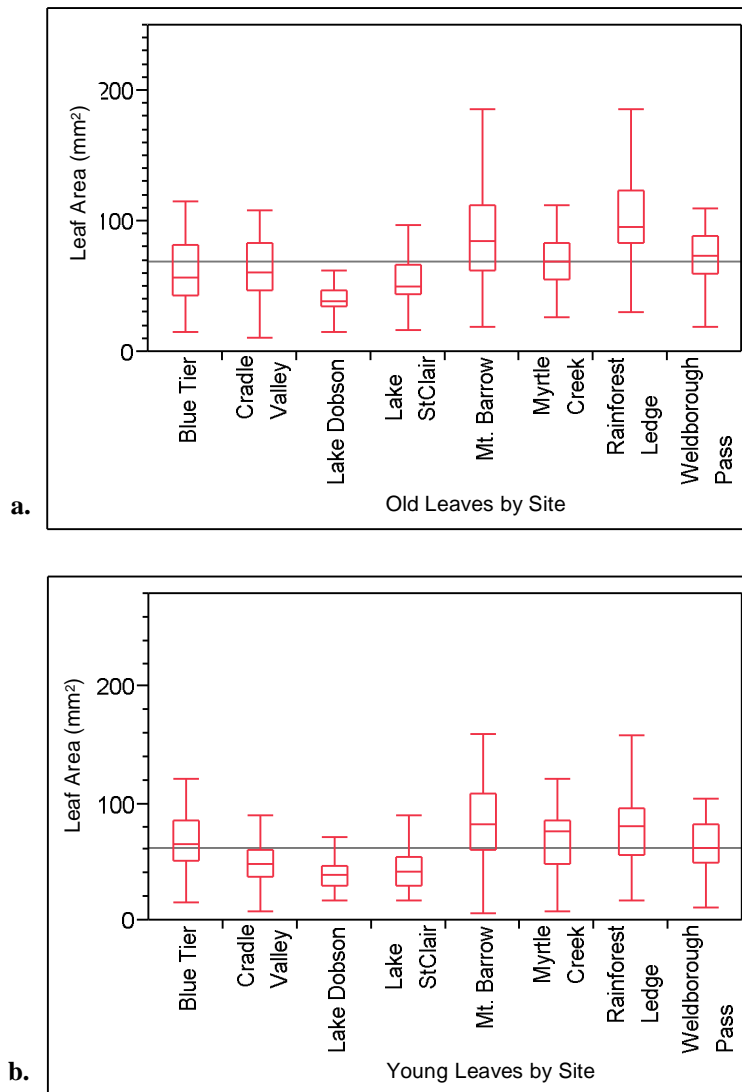 Leaf Area (mm²)
200
100
0
Blue Tier
Cradle
Valley
Lake Dobson
Lake
StClair
Mt. Barrow
Myrtle
Creek
Rainforest
Ledge
Weldborough
Pass
a.
Old Leaves by Site
Leaf Area (mm²)
200
100
0
Blue Tier
Cradle
Valley
Lake Dobson
Lake
StClair
Mt. Barrow
Myrtle
Creek
Rainforest
Ledge
Weldborough
Pass
b.
Young Leaves by Site